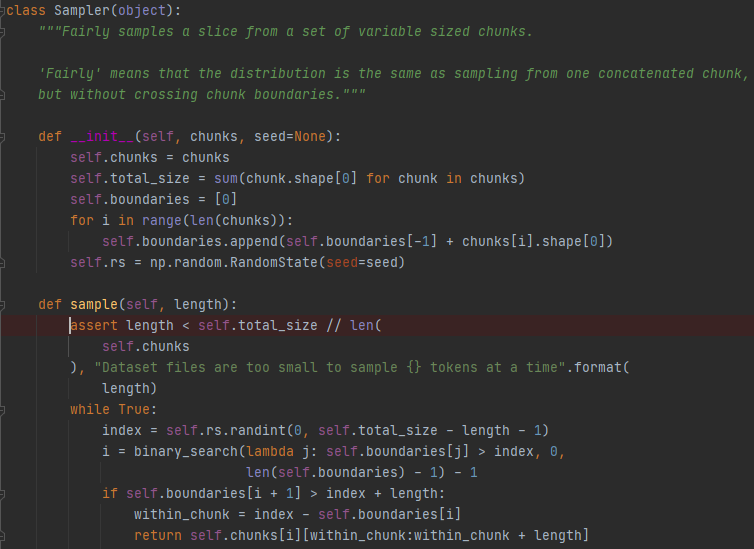 class Sampler(object):
    """Fairly samples a slice from a set of variable sized chunks.

    'Fairly' means that the distribution is the same as sampling from one concatenated chunk,
    but without crossing chunk boundaries."""

    def __init__(self, chunks, seed=None):
        self.chunks = chunks
        self.total_size = sum(chunk.shape[0] for chunk in chunks)
        self.boundaries = [0]
        for i in range(len(chunks)):
            self.boundaries.append(self.boundaries[-1] + chunks[i].shape[0])
        self.rs = np.random.RandomState(seed=seed)

    def sample(self, length):
        assert length < self.total_size // len(
            self.chunks
        ), "Dataset files are too small to sample {} tokens at a time".format(
            length)
        while True:
            index = self.rs.randint(0, self.total_size - length - 1)
            i = binary_search(lambda j: self.boundaries[j] > index, 0,
                              len(self.boundaries) - 1) - 1
            if self.boundaries[i + 1] > index + length:
                within_chunk = index - self.boundaries[i]
                return self.chunks[i][within_chunk:within_chunk + length]